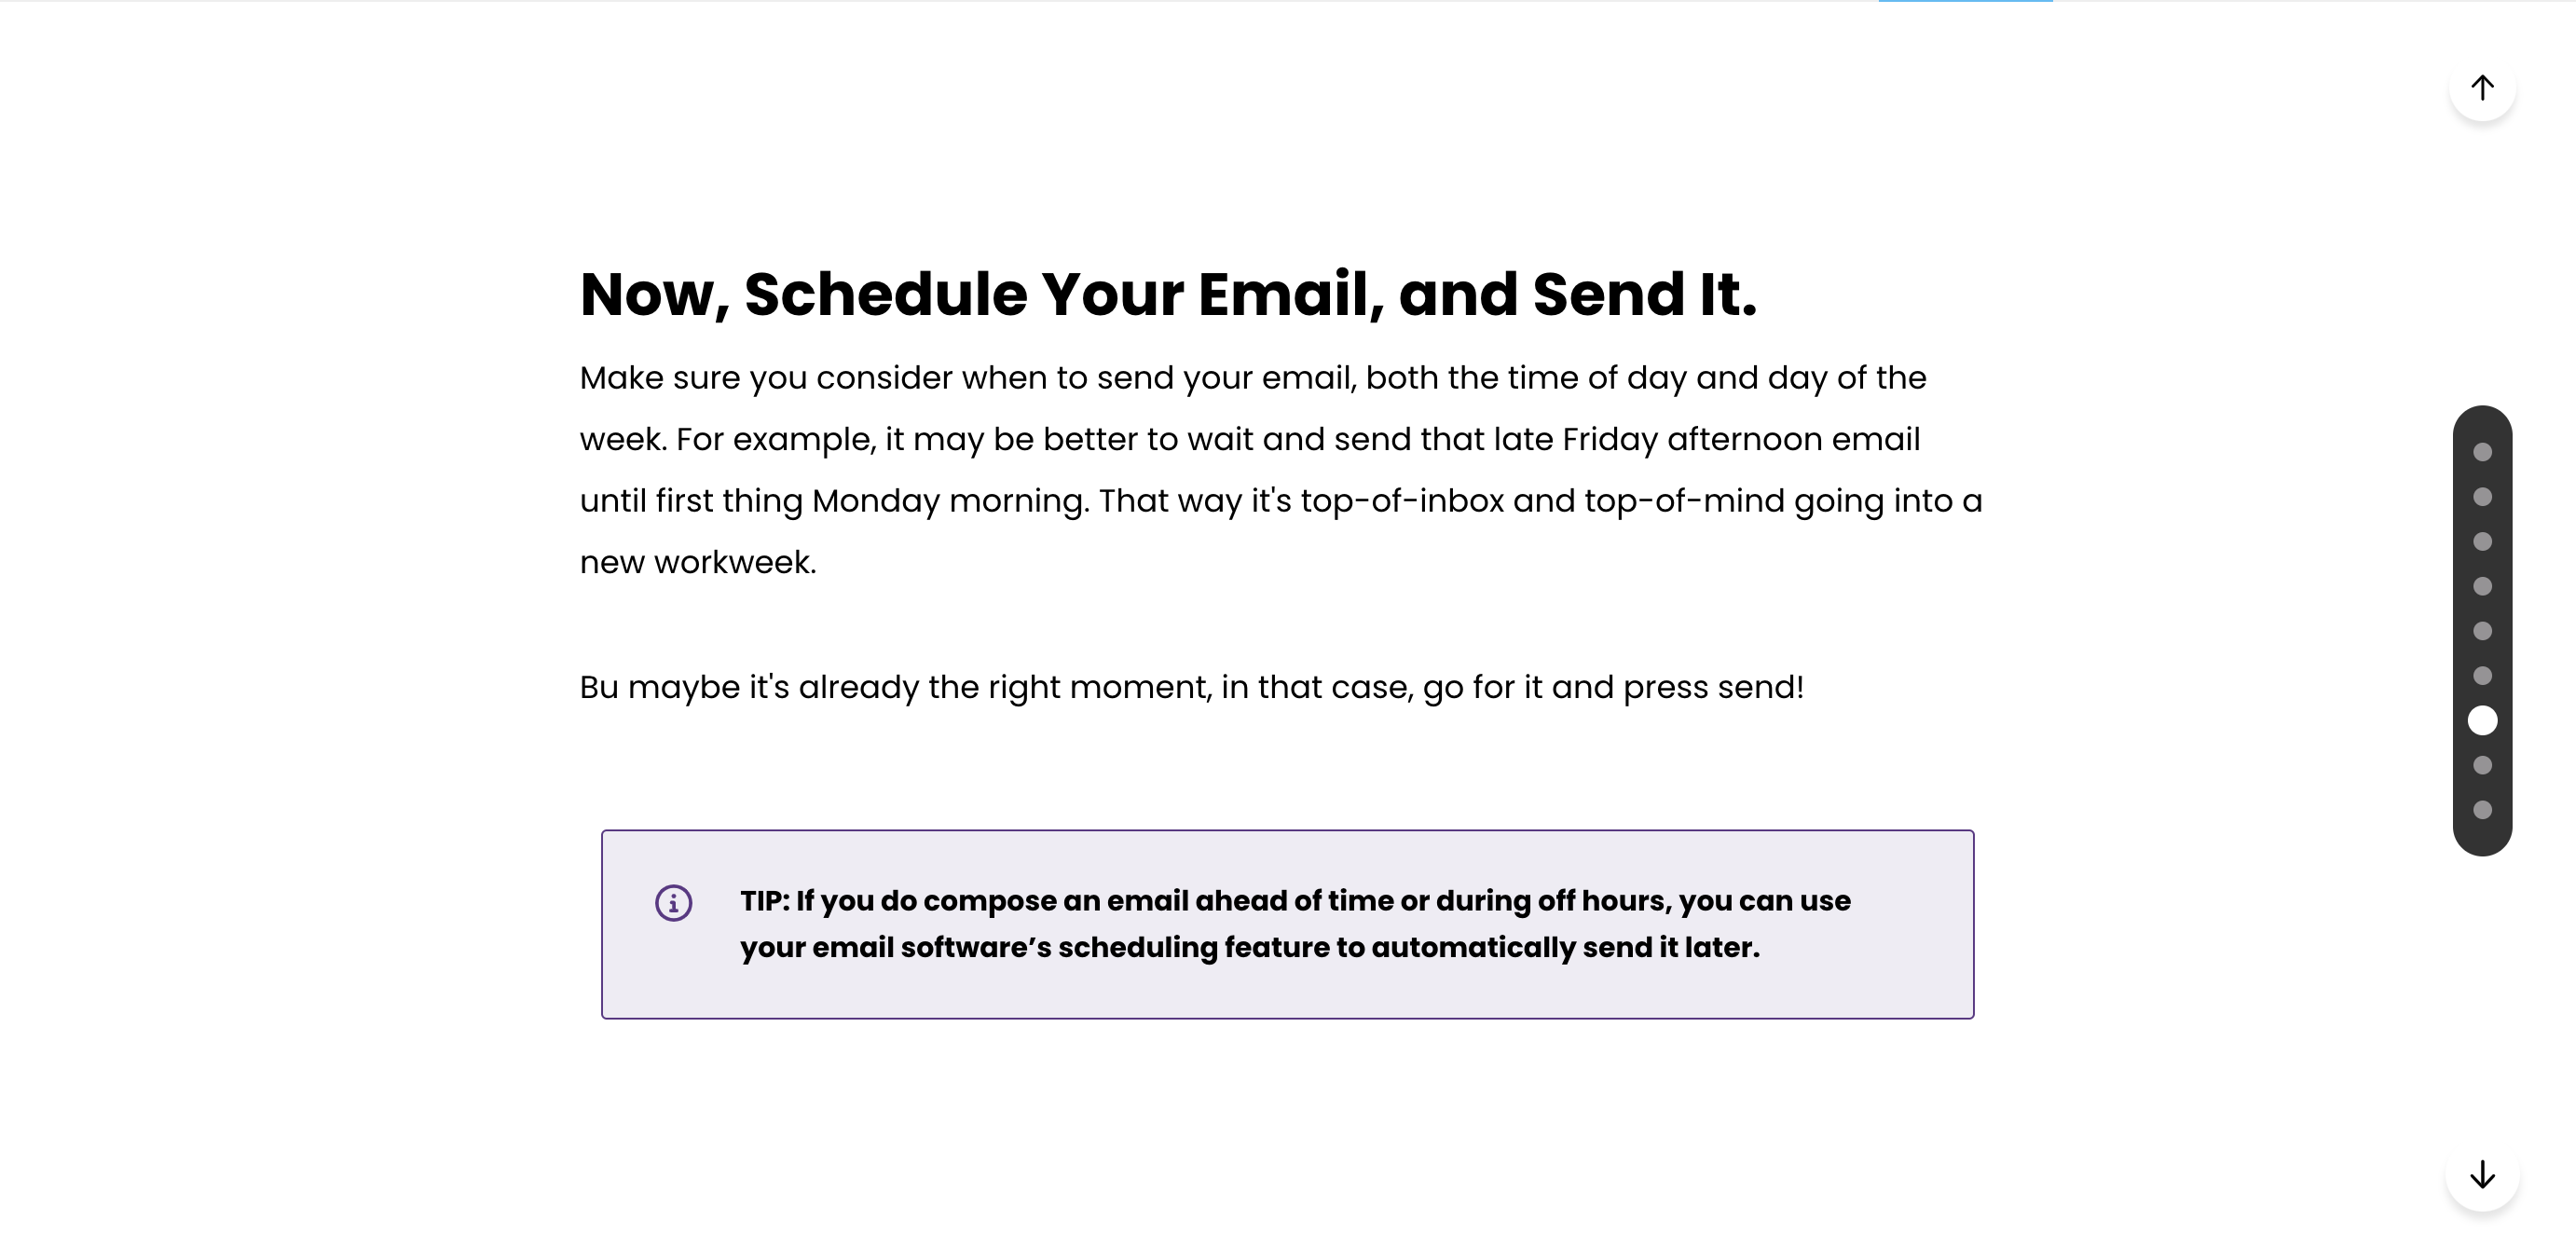 Now, Schedule Your Email, and Send It.
Make sure you consider when to send your email, both the time of day and day of the
week. For example, it may be better to wait and send that late Friday afternoon email
until first thing Monday morning. That way it's top-of-inbox and top-of-mind going into a
new workweek.
Bu maybe it's already the right moment, in that case, go for it and press send!
TIP: If you do compose an email ahead of time or during off hours, you can use
your email software’s scheduling feature to automatically send it later.